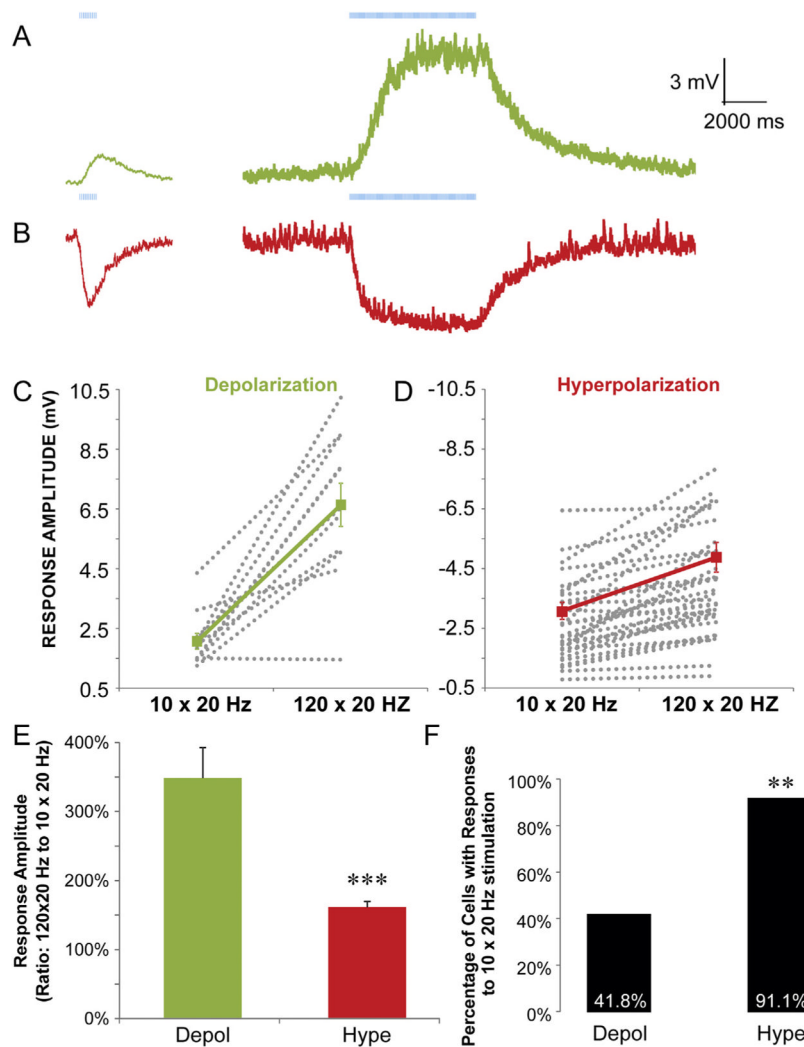 A
3 mV
2000 ms
B
C
Depolarization
D
Hyperpolarization
RESPONSE AMPLITUDE (mV)
10.5
8.5
6.5
4.5
2.5
0.5
10 x 20 Hz
120 x 20 HZ
-10.5
-8.5
-6.5
-4.5
-2.5
-0.5
10 x 20 Hz
120 x 20 HZ
E
Response Amplitude
(Ratio: 120x20 Hz to 10 x 20 Hz)
400%
300%
200%
100%
0%
***
Depol
Hype
F
Percentage of Cells with Responses
to 10 x 20 Hz stimulation
100%
80%
60%
40%
20%
0%
**
41.8%
91.1%
Depol
Hype